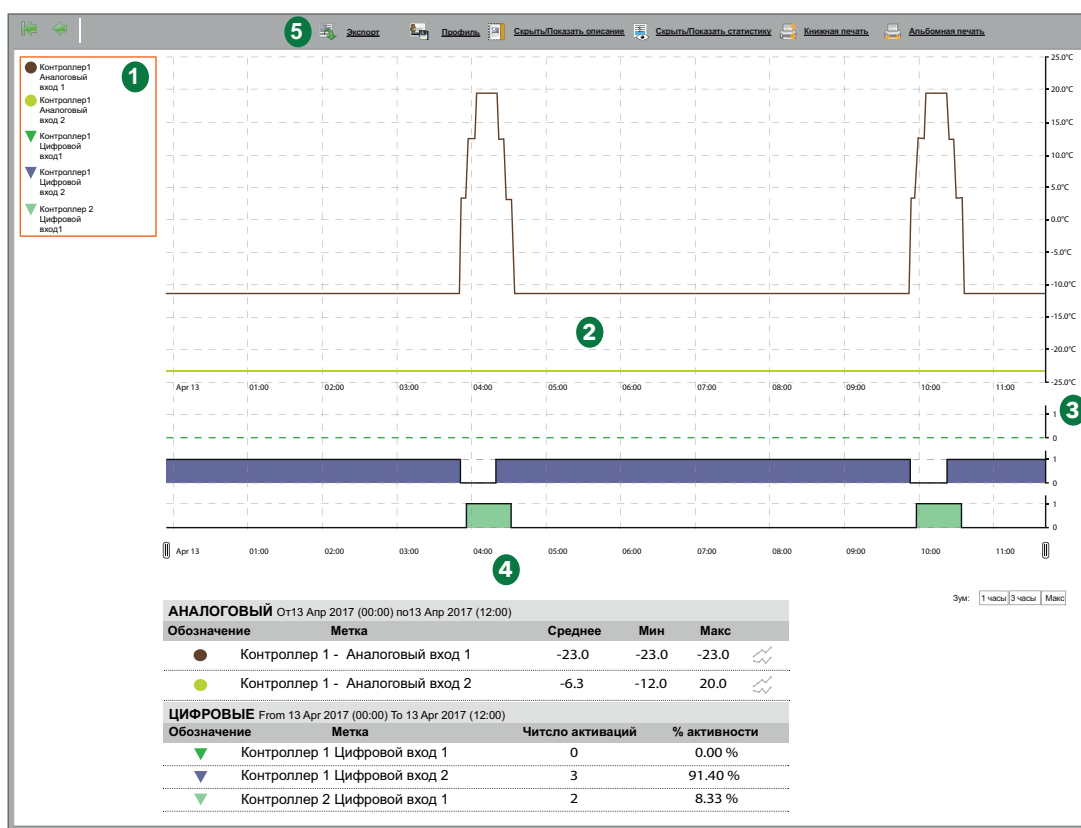 5 Экспорт Профиль Скрыть/Показать описание Скрыть/Показать статистику Книжная печать Альбомная печать
1
Контроллер1
Аналоговый
вход 1
Контроллер1
Аналоговый
вход 2
Контроллер1
Цифровой
вход1
Контроллер1
Цифровой
вход 2
Контроллер 2
Цифровой
вход1
25.0°C
20.0°C
15.0°C
10.0°C
5.0°C
0.0°C
-5.0°C
-10.0°C
-15.0°C
-20.0°C
-25.0°C
2
Apr 13 01:00 02:00 03:00 04:00 05:00 06:00 07:00 08:00 09:00 10:00 11:00
3
1
0
1
0
1
0
Apr 13 01:00 02:00 03:00 04:00 05:00 06:00 07:00 08:00 09:00 10:00 11:00
4
Зум: 1 часы 3 часы Макс
АНАЛОГОВЫЙ От13 Апр 2017 (00:00) по13 Апр 2017 (12:00)
Обозначение Метка Среднее Мин Макс
Контроллер 1 - Аналоговый вход 1 -23.0 -23.0 -23.0
Контроллер 1 - Аналоговый вход 2 -6.3 -12.0 20.0
ЦИФРОВЫЕ From 13 Apr 2017 (00:00) To 13 Apr 2017 (12:00)
Обозначение Метка Читсло активаций % активности
Контроллер 1 Цифровой вход 1 0 0.00 %
Контроллер 1 Цифровой вход 2 3 91.40 %
Контроллер 2 Цифровой вход 1 2 8.33 %